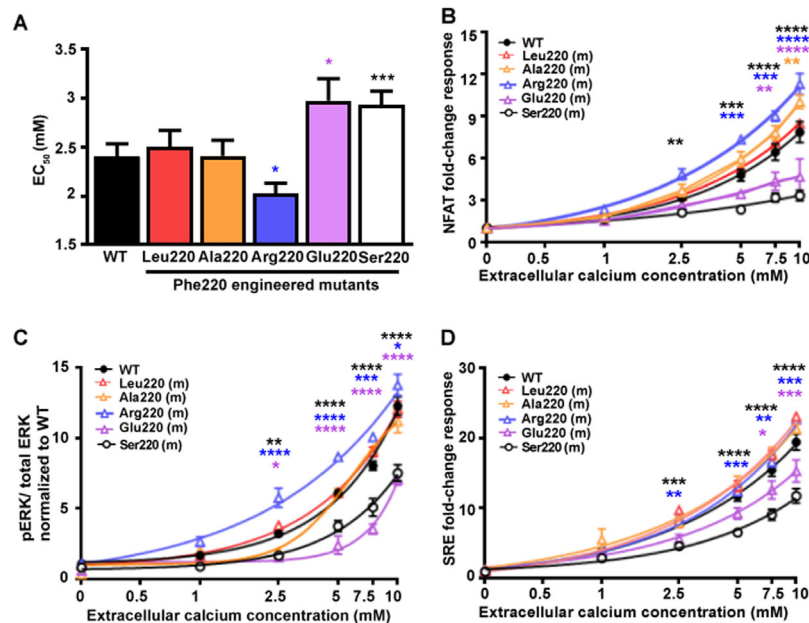 A
EC50 (mM)
3.5
3
2.5
2
1.5
*
*
***
WT Leu220 Ala220 Arg220 Glu220 Ser220
Phe220 engineered mutants
B
NFAT fold-change response
15
12
9
6
3
0
WT
Leu220 (m)
Ala220 (m)
Arg220 (m)
Glu220 (m)
Ser220 (m)
**
***
***
****
***
**
****
****
****
**
0 0.5 1 2.5 5 7.5 10
Extracellular calcium concentration (mM)
C
pERK/ total ERK
normalized to WT
15
10
5
0
WT
Leu220 (m)
Ala220 (m)
Arg220 (m)
Glu220 (m)
Ser220 (m)
**
****
*
****
****
****
****
***
****
****
*
****
0 0.5 1 2.5 5 7.5 10
Extracellular calcium concentration (mM)
D
SRE fold-change response
40
30
20
10
0
WT
Leu220 (m)
Ala220 (m)
Arg220 (m)
Glu220 (m)
Ser220 (m)
***
**
****
***
****
**
*
****
***
***
0 0.5 1 2.5 5 7.5 10
Extracellular calcium concentration (mM)